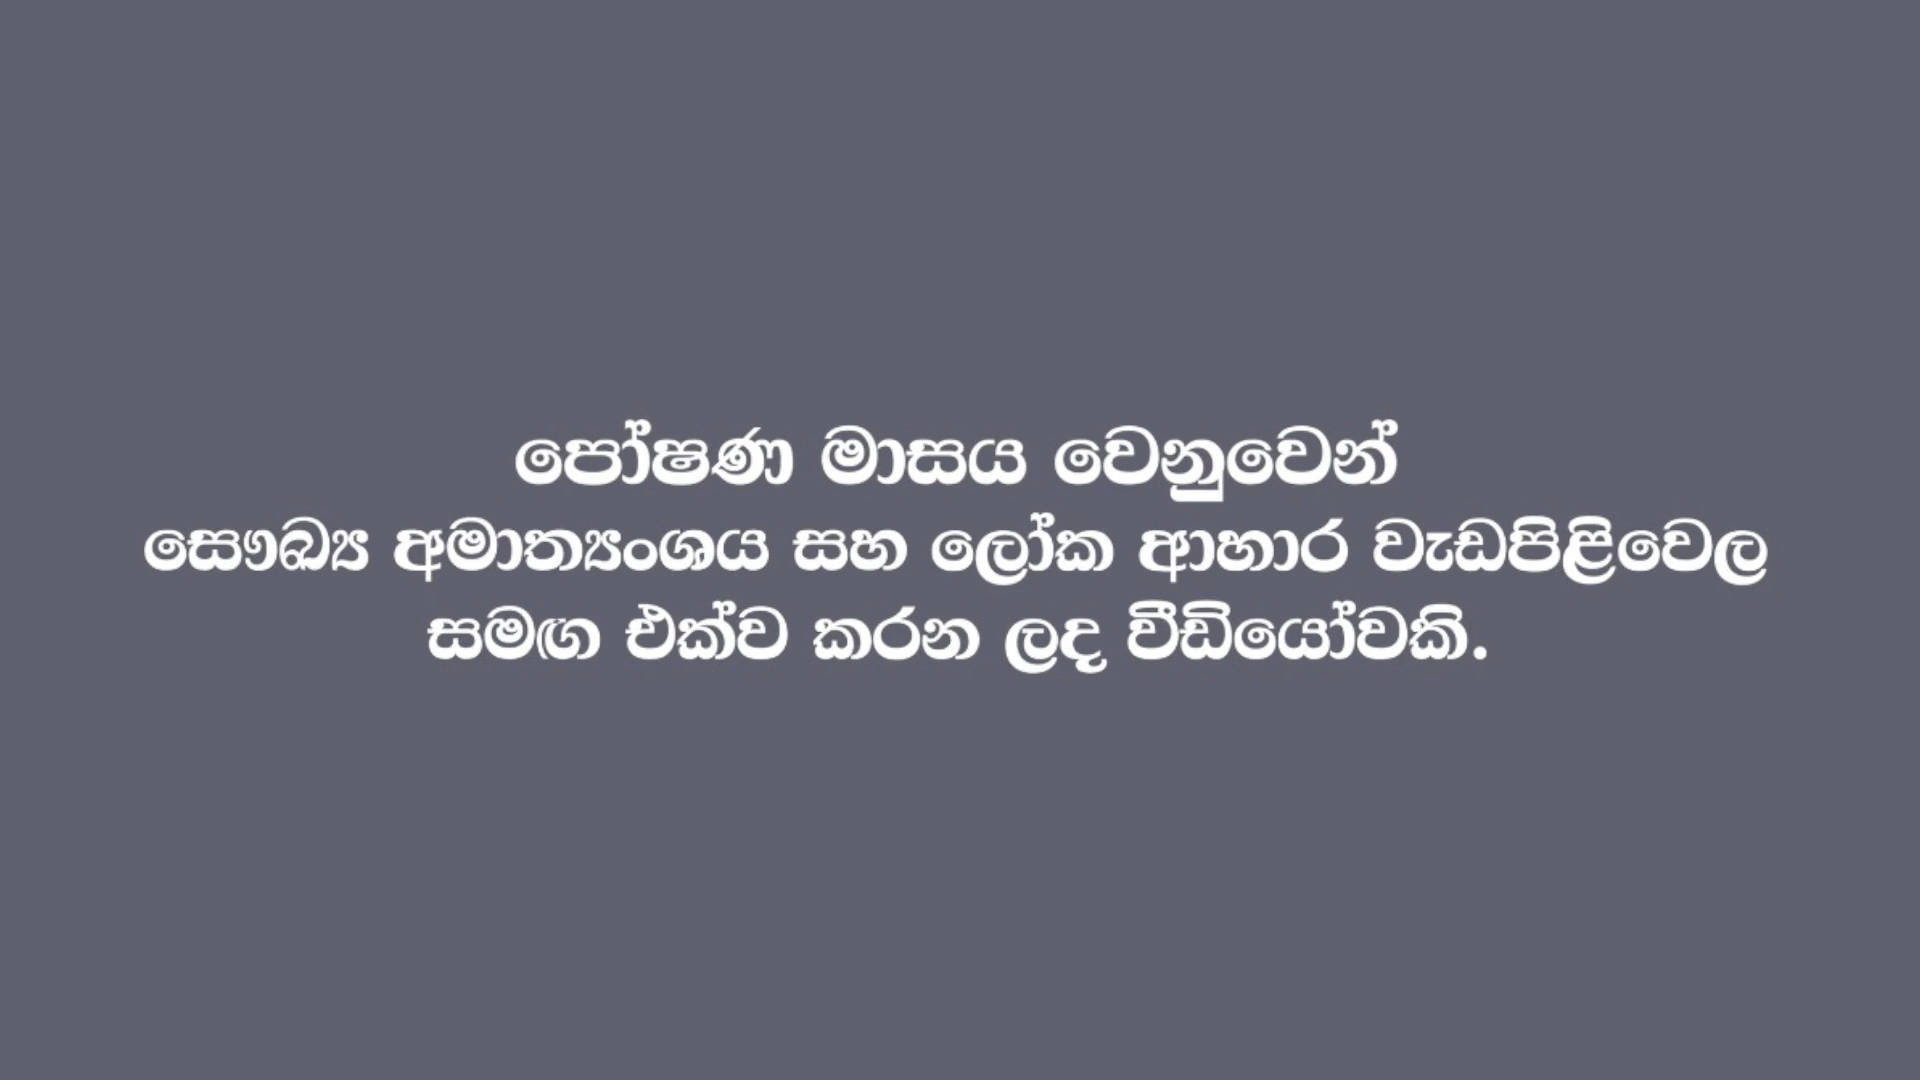 පෝෂණ මාසය වෙනුවෙන්
සෞඛ්‍ය අමාත්‍යංශය සහ ලෝක ආහාර වැඩපිළිවෙල
සමඟ එක්ව කරන ලද වීඩියෝවකි.